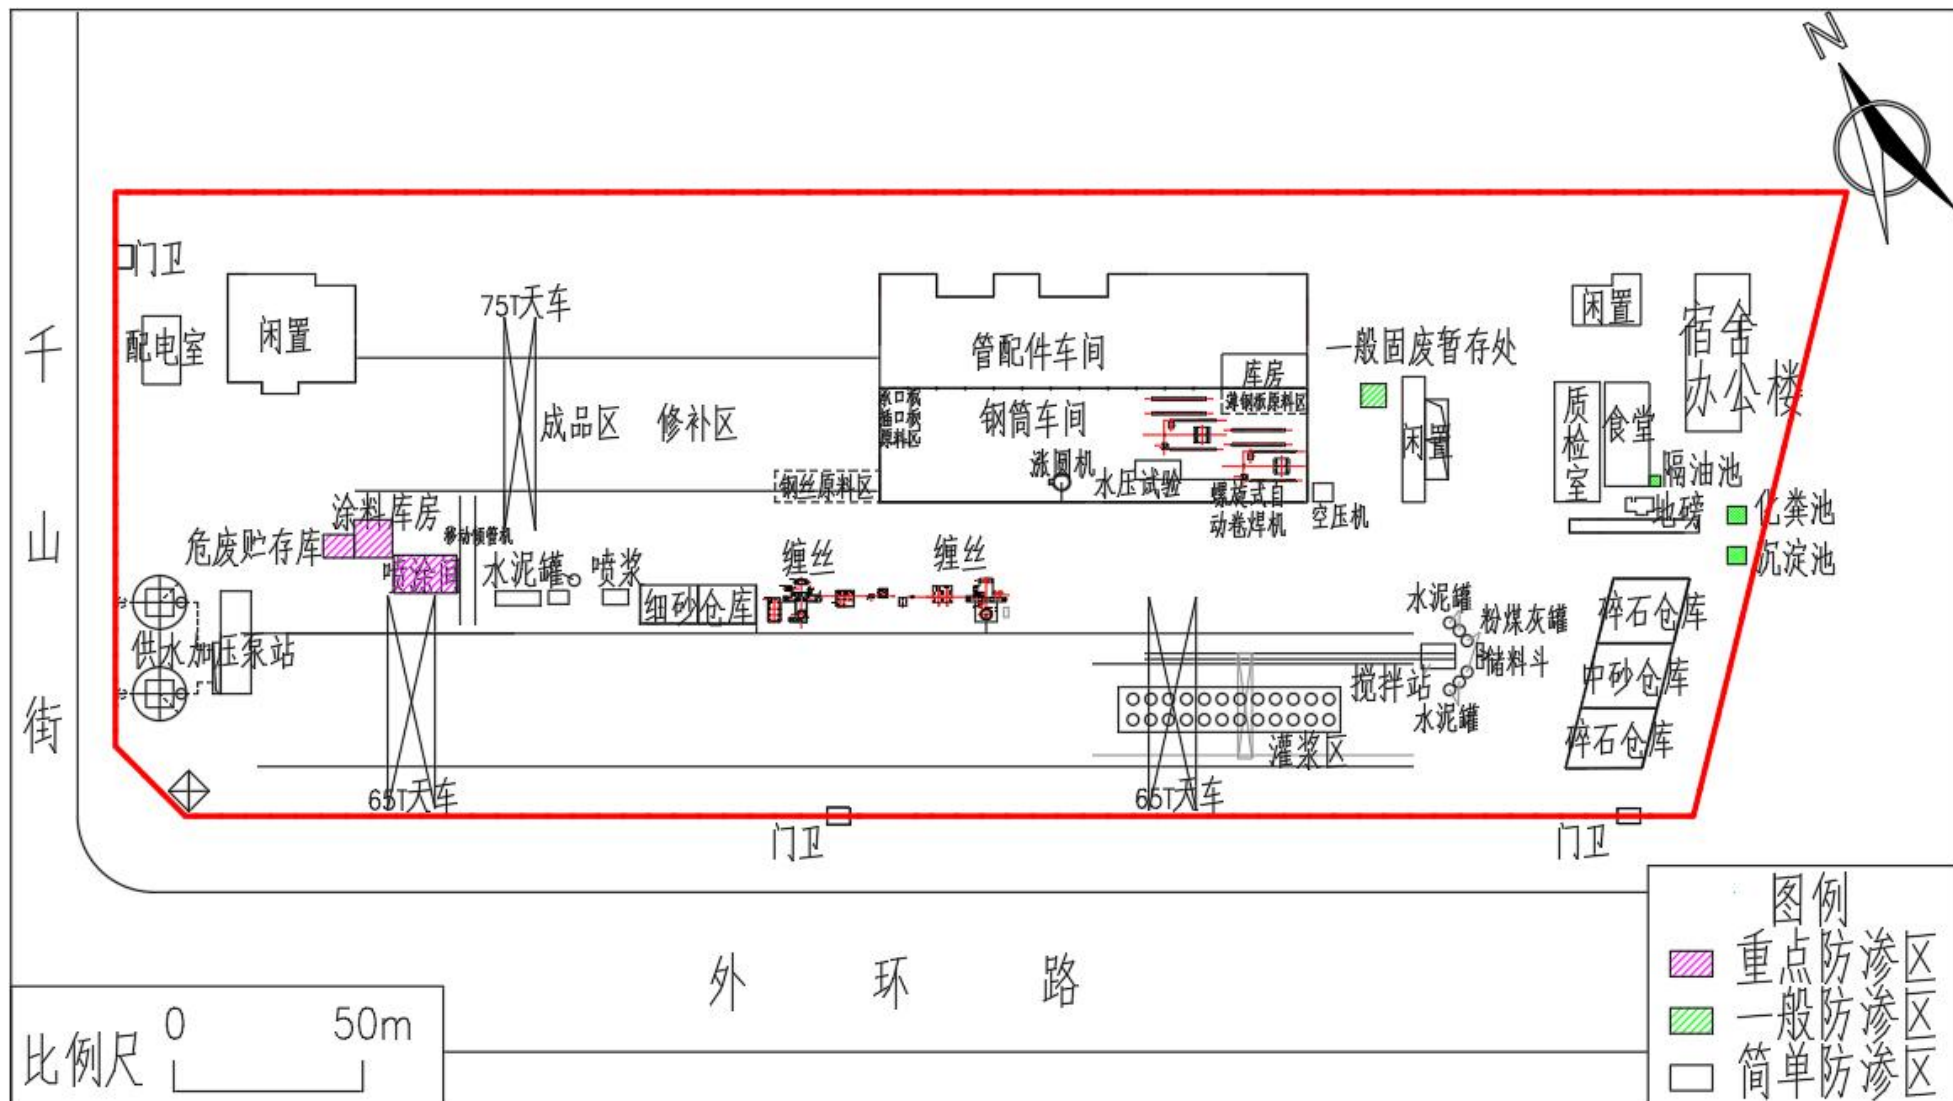 N
门卫
75T天车
配电室
闲置
闲置
宿舍
办公楼
管配件车间
一般固废暂存处
库房
薄钢板原料区
承口板
插口板
原料区
钢筒车间
成品区
修补区
千
山
街
闲置
质
检
室
食堂
涨圆机
水压试验
隔油池
钢丝原料区
螺旋式自
动卷焊机
空压机
地磅
化粪池
涂料库房
危废贮存库
水泥罐
喷浆
缠丝
缠丝
沉淀池
细砂仓库
水泥罐
粉煤灰罐
碎石仓库
供水加压泵站
搅拌站
储料斗
中砂仓库
水泥罐
碎石仓库
灌浆区
65T天车
65T天车
门卫
门卫
外环路
图例
重点防渗区
一般防渗区
简单防渗区
比例尺
0
50m